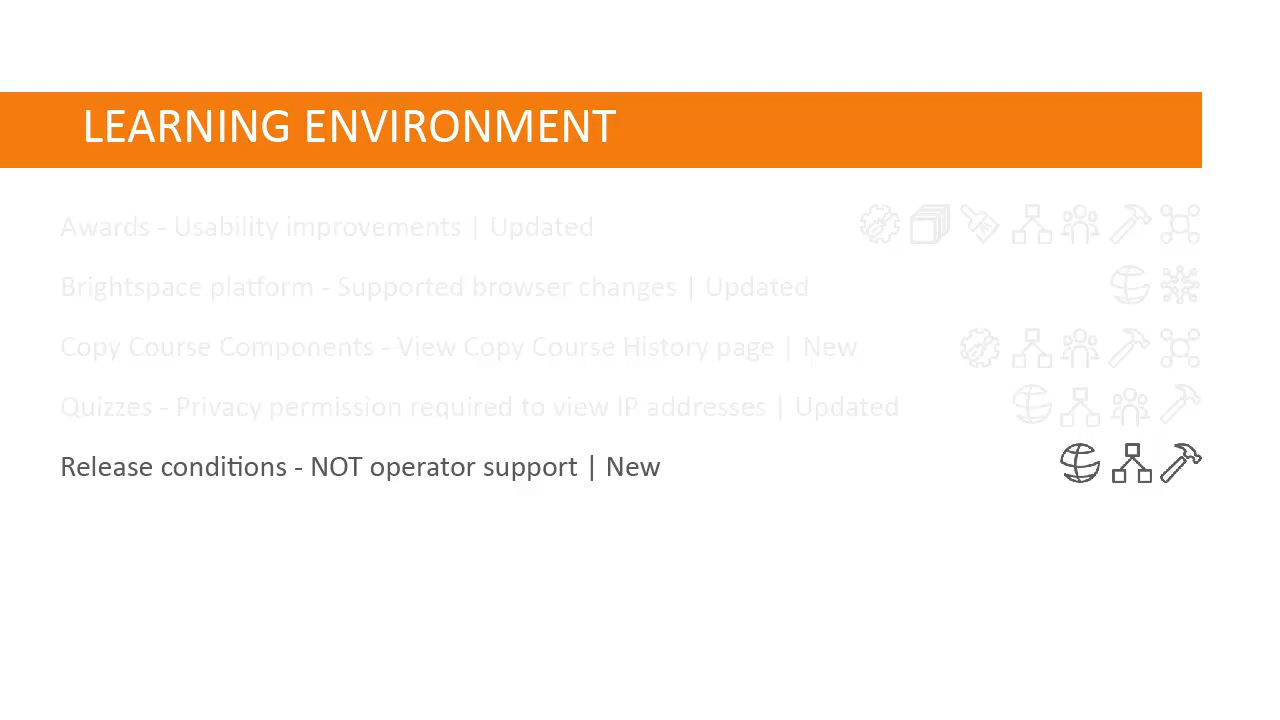 LEARNING ENVIRONMENT
Awards - Usability improvements | Updated
Brightspace platform - Supported browser changes | Updated
Copy Course Components - View Copy Course History page | New
Quizzes - Privacy permission required to view IP addresses | Updated
Release conditions - NOT operator support | New